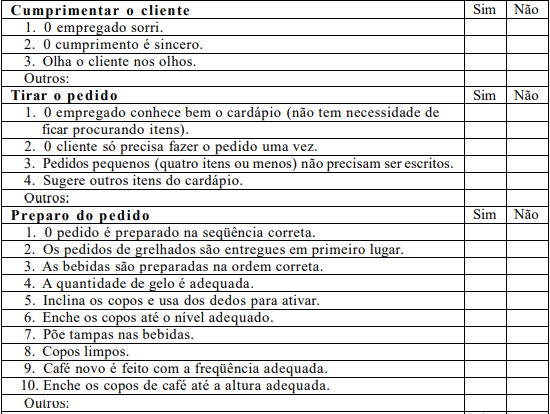 Cumprimentar o cliente Sim Não
1. 0 empregado sorri.
2. 0 cumprimento é sincero.
3. Olha o cliente nos olhos.
Outros:
Tirar o pedido Sim Não
1. 0 empregado conhece bem o cardápio (não tem necessidade de
ficar procurando itens).
2. 0 cliente só precisa fazer o pedido uma vez.
3. Pedidos pequenos (quatro itens ou menos) não precisam ser escritos.
4. Sugere outros itens do cardápio.
Outros:
Preparo do pedido Sim Não
1. 0 pedido é preparado na seqüência correta.
2. Os pedidos de grelhados são entregues em primeiro lugar.
3. As bebidas são preparadas na ordem correta.
4. A quantidade de gelo é adequada.
5. Inclina os copos e usa dos dedos para ativar.
6. Enche os copos até o nível adequado.
7. Põe tampas nas bebidas.
8. Copos limpos.
9. Café novo é feito com a freqüência adequada.
10. Enche os copos de café até a altura adequada.
Outros: